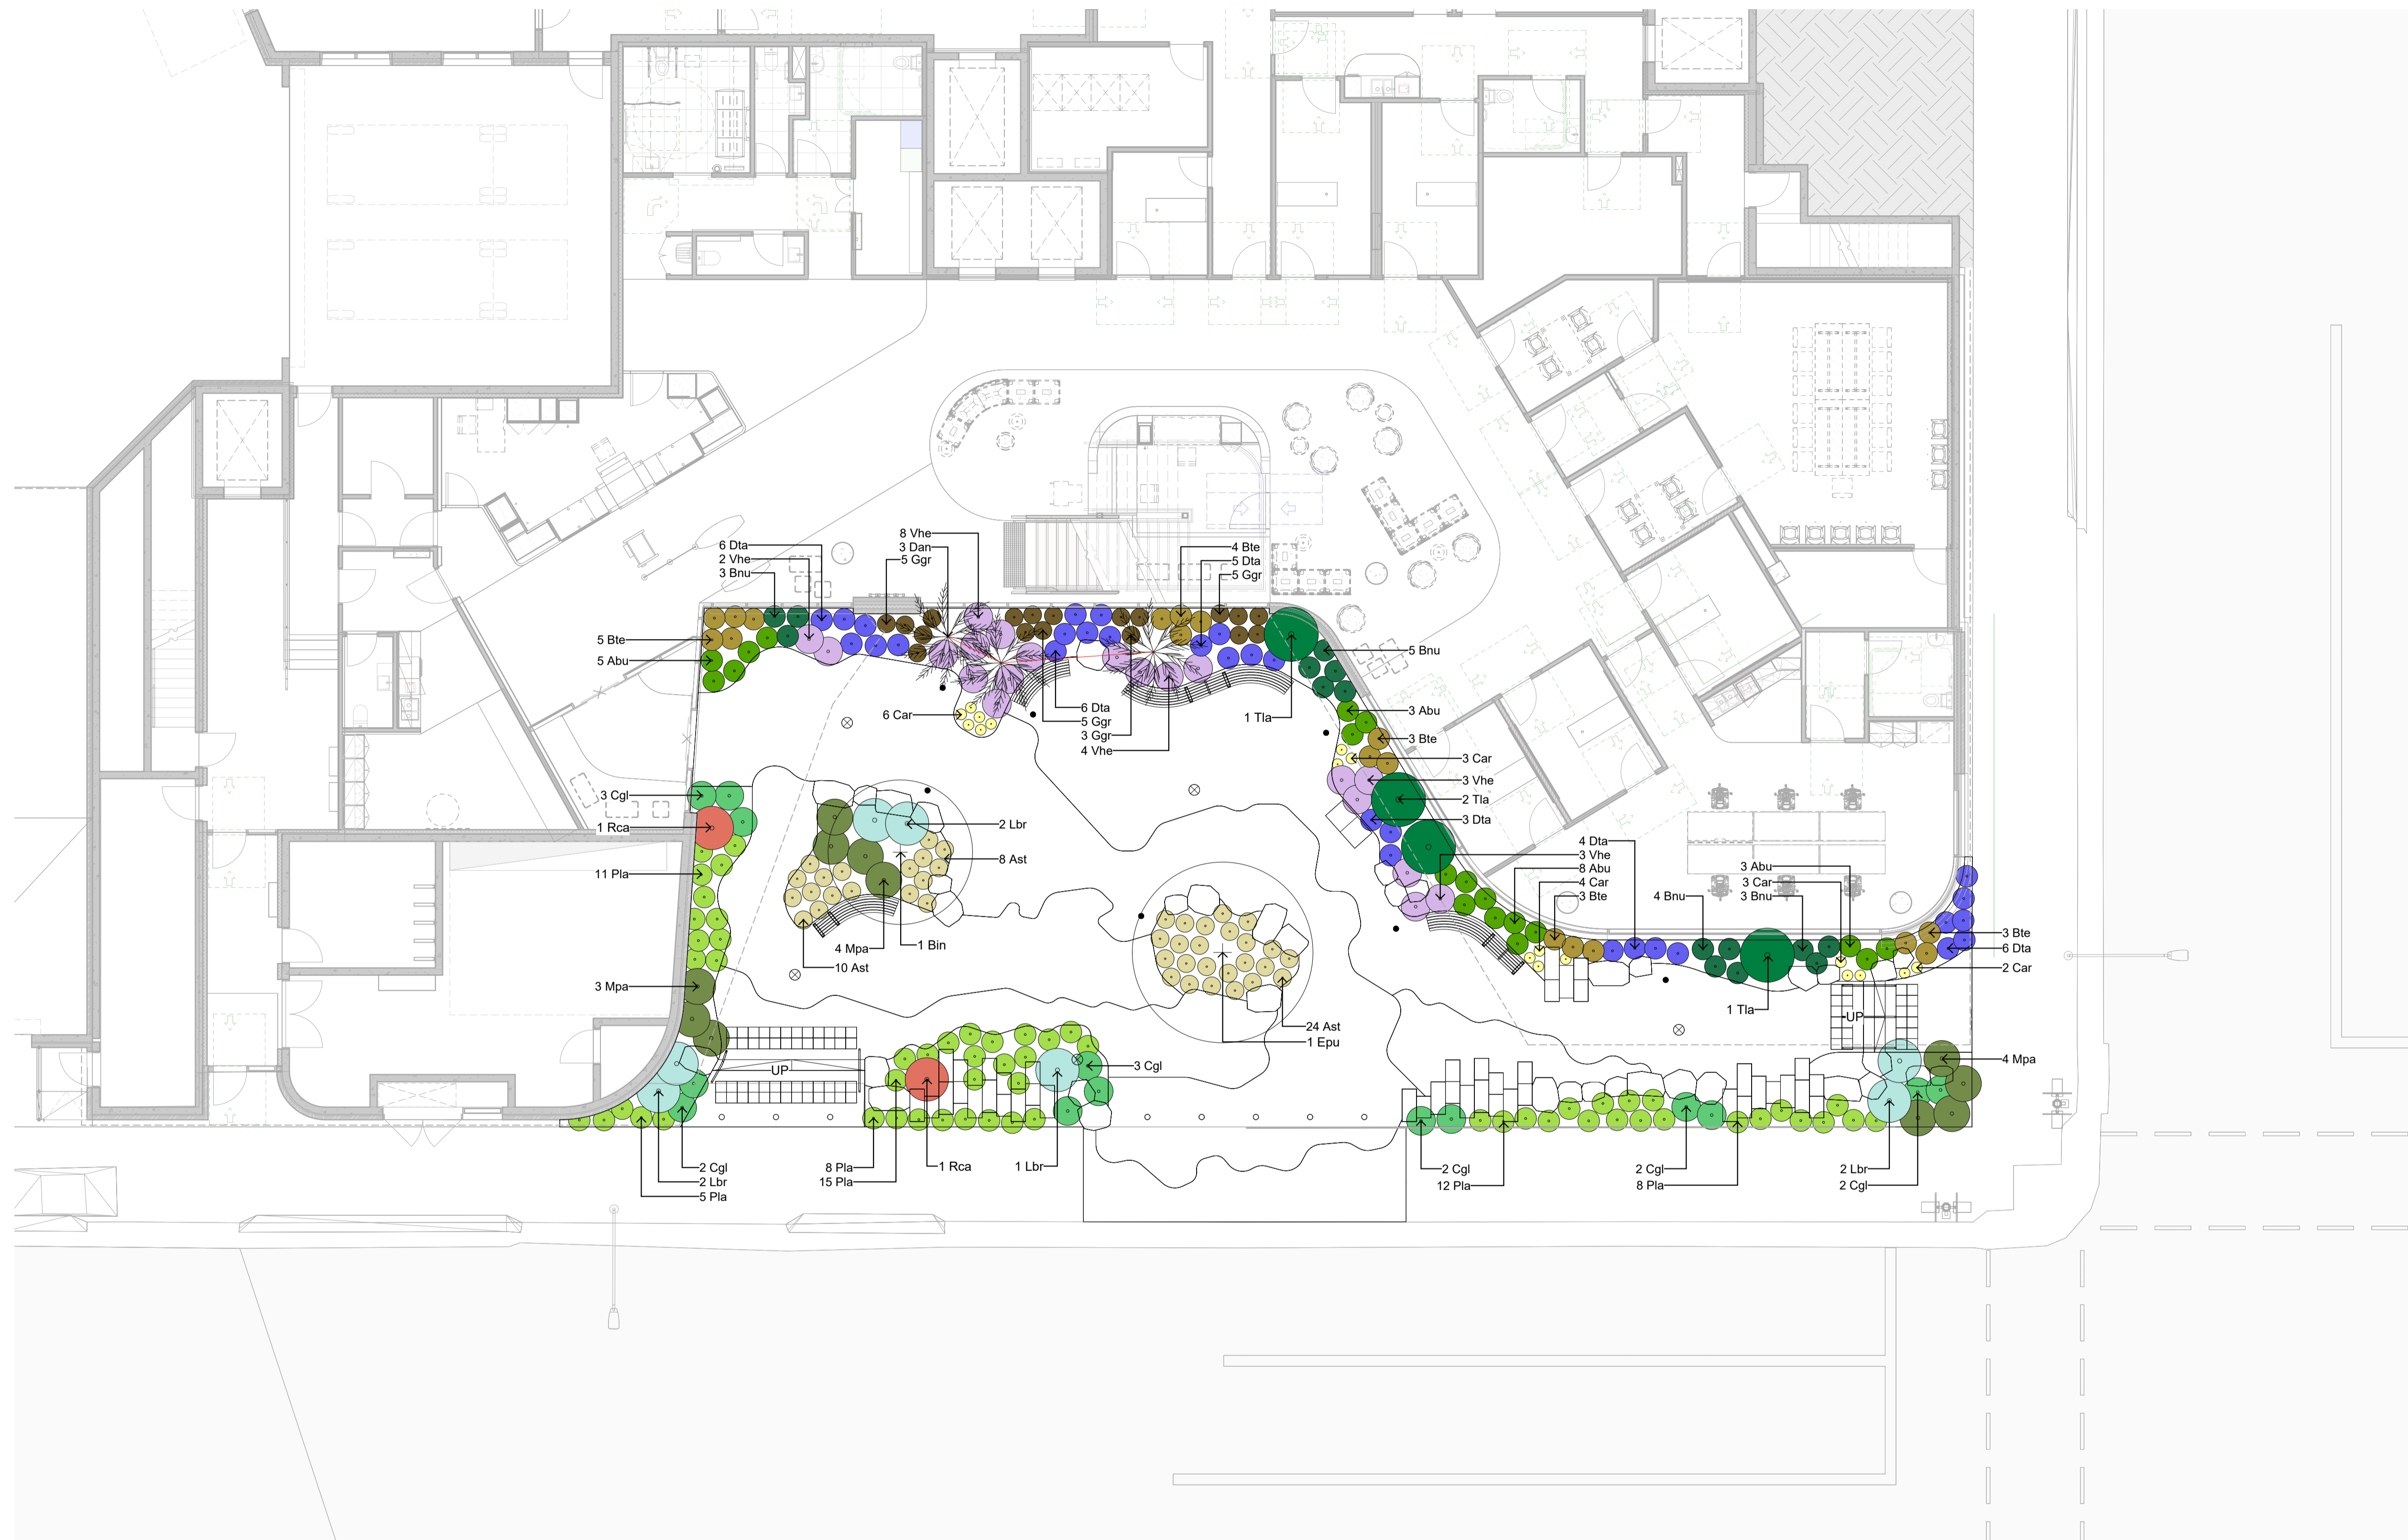 8 Vhe
3 Dan
5 Ggr
6 Dta
2 Vhe
3 Bnu
4 Bte
5 Dta
5 Ggr
5 Bte
5 Abu
5 Bnu
6 Car
6 Dta
5 Ggr
3 Ggr
4 Vhe
1 Tla
3 Abu
3 Bte
3 Car
3 Vhe
2 Tla
3 Dta
3 Cgl
1 Rca
2 Lbr
8 Ast
11 Pla
4 Dta
3 Vhe
8 Abu
4 Car
3 Bte
3 Abu
3 Car
4 Bnu
3 Bnu
4 Mpa
1 Bin
10 Ast
3 Bte
6 Dta
2 Car
3 Mpa
1 Tla
UP
24 Ast
1 Epu
UP
3 Cgl
4 Mpa
2 Cgl
2 Lbr
5 Pla
8 Pla
15 Pla
1 Rca
1 Lbr
2 Cgl
12 Pla
2 Cgl
8 Pla
2 Lbr
2 Cgl